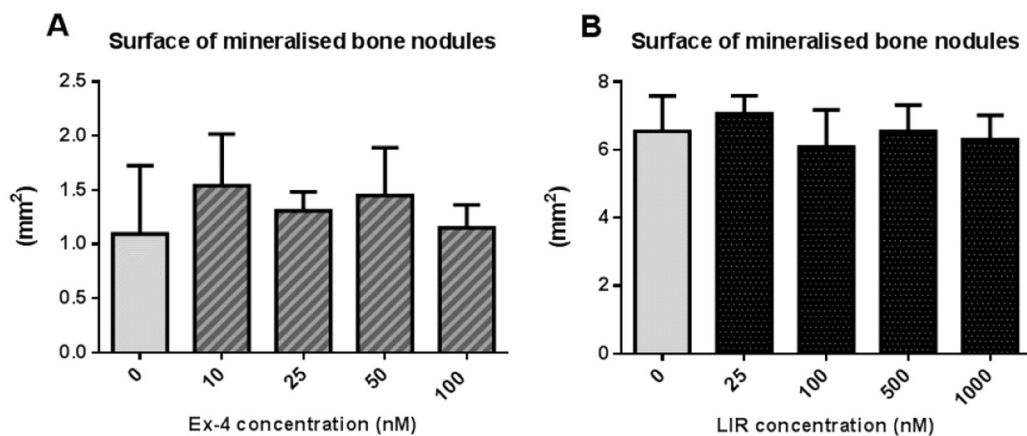 A
Surface of mineralised bone nodules
2.5
2.0
1.5
1.0
0.5
0.0
(mm²)
0 10 25 50 100
Ex-4 concentration (nM)
B
Surface of mineralised bone nodules
8
6
4
2
0
(mm²)
0 25 100 500 1000
LIR concentration (nM)